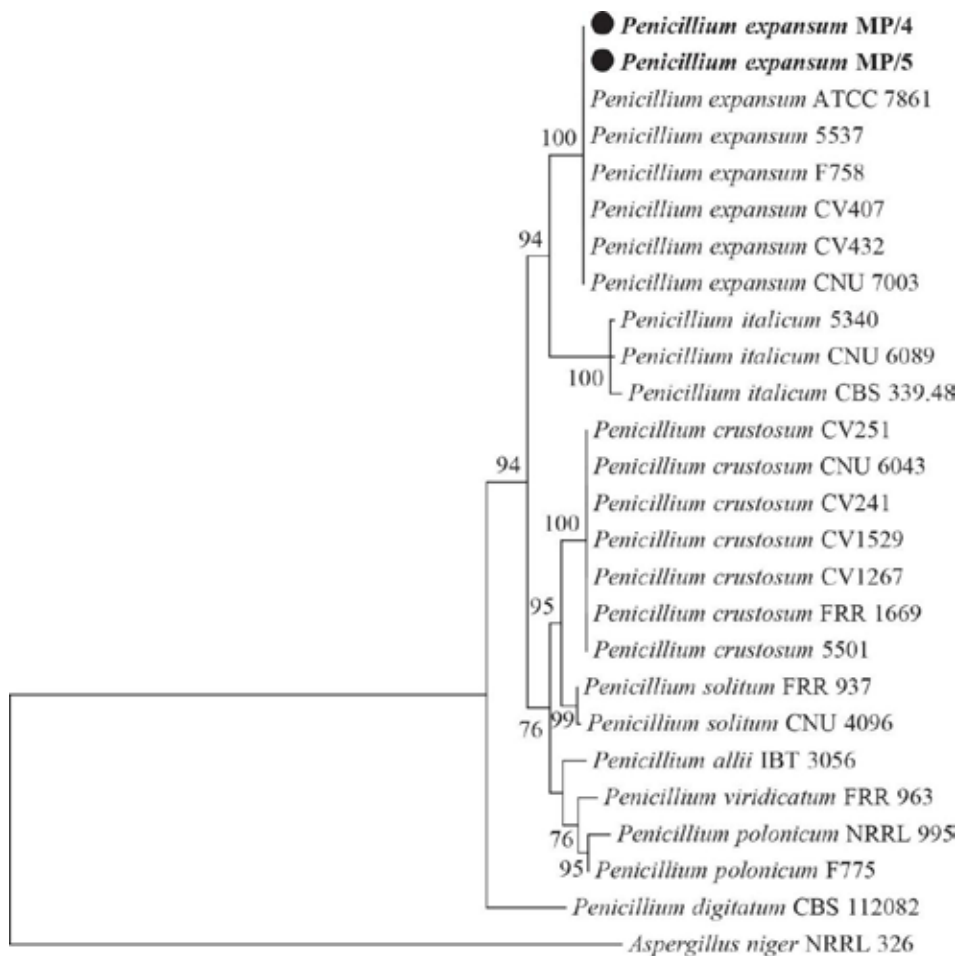 Penicillium expansum MP/4
Penicillium expansum MP/5
Penicillium expansum ATCC 7861
100
Penicillium expansum 5537
Penicillium expansum F758
Penicillium expansum CV407
94
Penicillium expansum CV432
Penicillium expansum CNU 7003
Penicillium italicum 5340
Penicillium italicum CNU 6089
100
Penicillium italicum CBS 339.48
Penicillium crustosum CV251
94
Penicillium crustosum CNU 6043
Penicillium crustosum CV241
100
Penicillium crustosum CV1529
Penicillium crustosum CV1267
95
Penicillium crustosum FRR 1669
Penicillium crustosum 5501
Penicillium solitum FRR 937
76
99
Penicillium solitum CNU 4096
Penicillium allii IBT 3056
Penicillium viridicatum FRR 963
76
Penicillium polonicum NRRL 995
95
Penicillium polonicum F775
Penicillium digitatum CBS 112082
Aspergillus niger NRRL 326